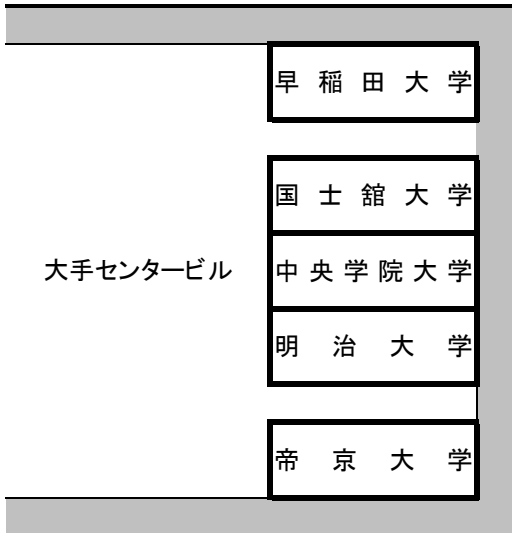 早稲田大学
国士舘大学
大手センタービル
中央学院大学
明治大学
帝京大学